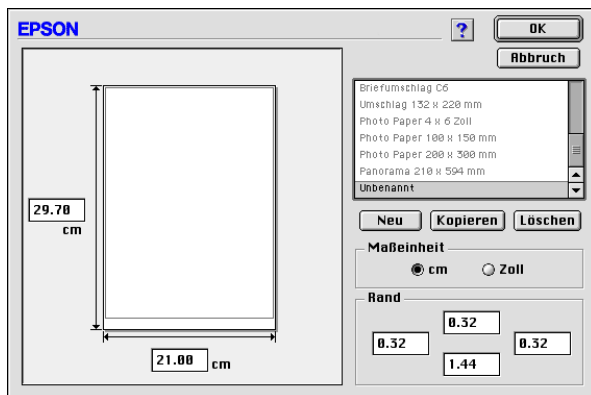 EPSON
?
OK
Abbruch
29.70
cm
21.00 cm
Briefumschlag C6
Umschlag 132 x 220 mm
Photo Paper 4 x 6 Zoll
Photo Paper 100 x 150 mm
Photo Paper 200 x 300 mm
Panorama 210 x 594 mm
Unbenannt
Neu Kopieren Löschen
Maßeinheit
cm Zoll
Rand
0.32
0.32 0.32
1.44